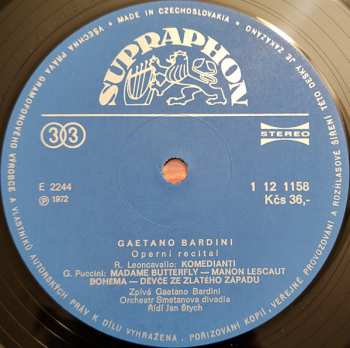 MADE IN CZECHOSLOVAKIA • VŠECHNA PRÁVA GRAMOFONOVÉHO VÝROBCE A VLASTNÍKŮ AUTORSKÝCH PRÁV K DÍLU VYHRAŽENA. POŘIZOVÁNÍ KOPIÍ, VEŘEJNÉ PROVOZOVÁNÍ A ROZHLASOVÉ ŠÍŘENÍ TÉTO DESKY JE ZAKÁZÁNO •
SUPRAPHON
33
STEREO
E 2244
Ⓟ 1972
1 12 1158
Kčs 36,-
GAETANO BARDINI
Operní recital
R. Leoncavallo: KOMEDIANTI
G. Puccini: MADAME BUTTERFLY — MANON LESCAUT
BOHEMA — DĚVČE ZE ZLATÉHO ZÁPADU
Zpívá Gaetano Bardini
Orchestr Smetanova divadla
Řídí Jan Štych